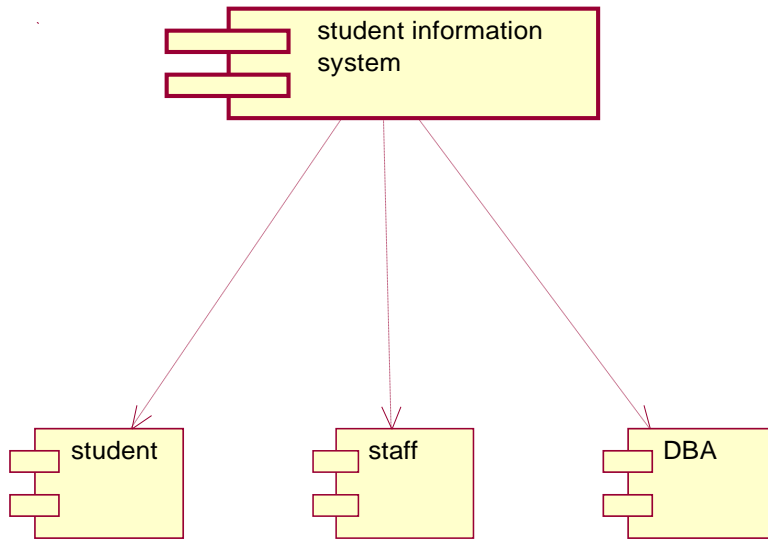 student information
system
student
staff
DBA